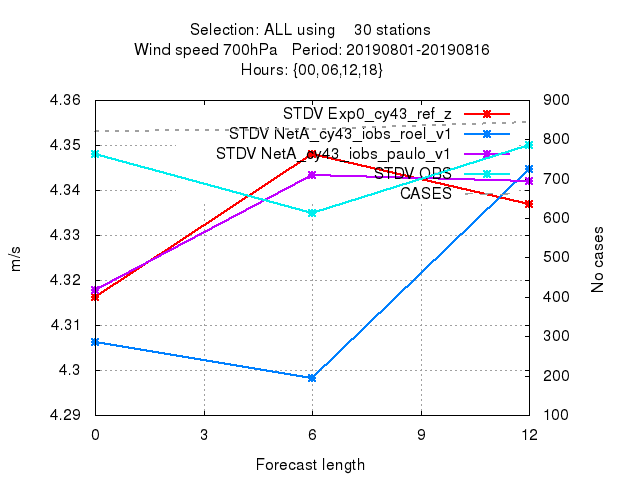 Selection: ALL using    30 stations
Wind speed 700hPa   Period: 20190801-20190816
Hours: {00,06,12,18}
4.36
4.35
4.34
4.33
4.32
4.31
4.3
4.29
m/s
STDV Exp0_cy43_ref_z
STDV NetA_cy43_iobs_roel_v1
STDV NetA_cy43_iobs_paulo_v1
STDV OBS
CASES
900
800
700
600
500
400
300
200
100
No cases
0 3 6 9 12
Forecast length